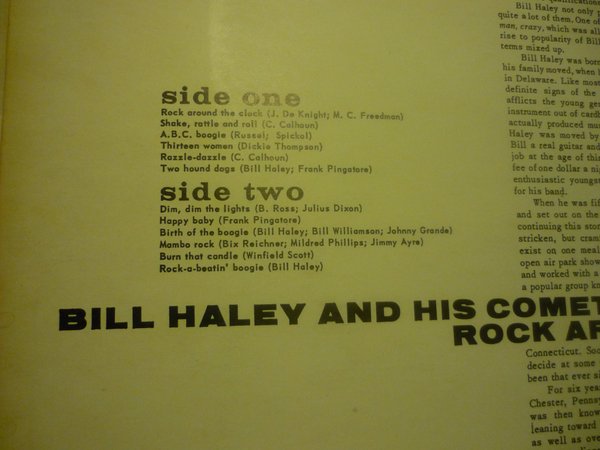 side one
Rock around the clock (J. De Knight; M. C. Freedman)
Shake, rattle and roll (C. Calhoun)
A.B.C. boogie (Russel; Spickol)
Thirteen women (Dickie Thompson)
Razzle-dazzle (C. Calhoun)
Two hound dogs (Bill Haley; Frank Pingatore)
side two
Dim, dim the lights (B. Ross; Julius Dixon)
Happy baby (Frank Pingatore)
Birth of the boogie (Bill Haley; Bill Williamson; Johnny Grande)
Mambo rock (Bix Reichner; Mildred Phillips; Jimmy Ayre)
Burn that candle (Winfield Scott)
Rock-a-beatin' boogie (Bill Haley)
BILL HALEY AND HIS COMET
ROCK AR
Bill Haley not only p
quite a lot of them. One of
man, crazy, which was all
rise to popularity of Bill
terms mixed up.
Bill Haley was born
his family moved, when
in Delaware. Like most
definite signs of the
afflicts the young gen
instrument out of cardb
actually produced mus
Haley was moved by
Bill a real guitar and
job at the age of this
fee of one dollar a nig
enthusiastic youngst
for his band.
When he was fif
and set out on the
continuing this stor
stricken, but cram
exist on one meal
open air park show
and worked with a
a popular group kn
Connecticut. Soo
decide at some
been that ever si
For six yea
Chester, Pennsy
was then know
leaning toward
as well as ove